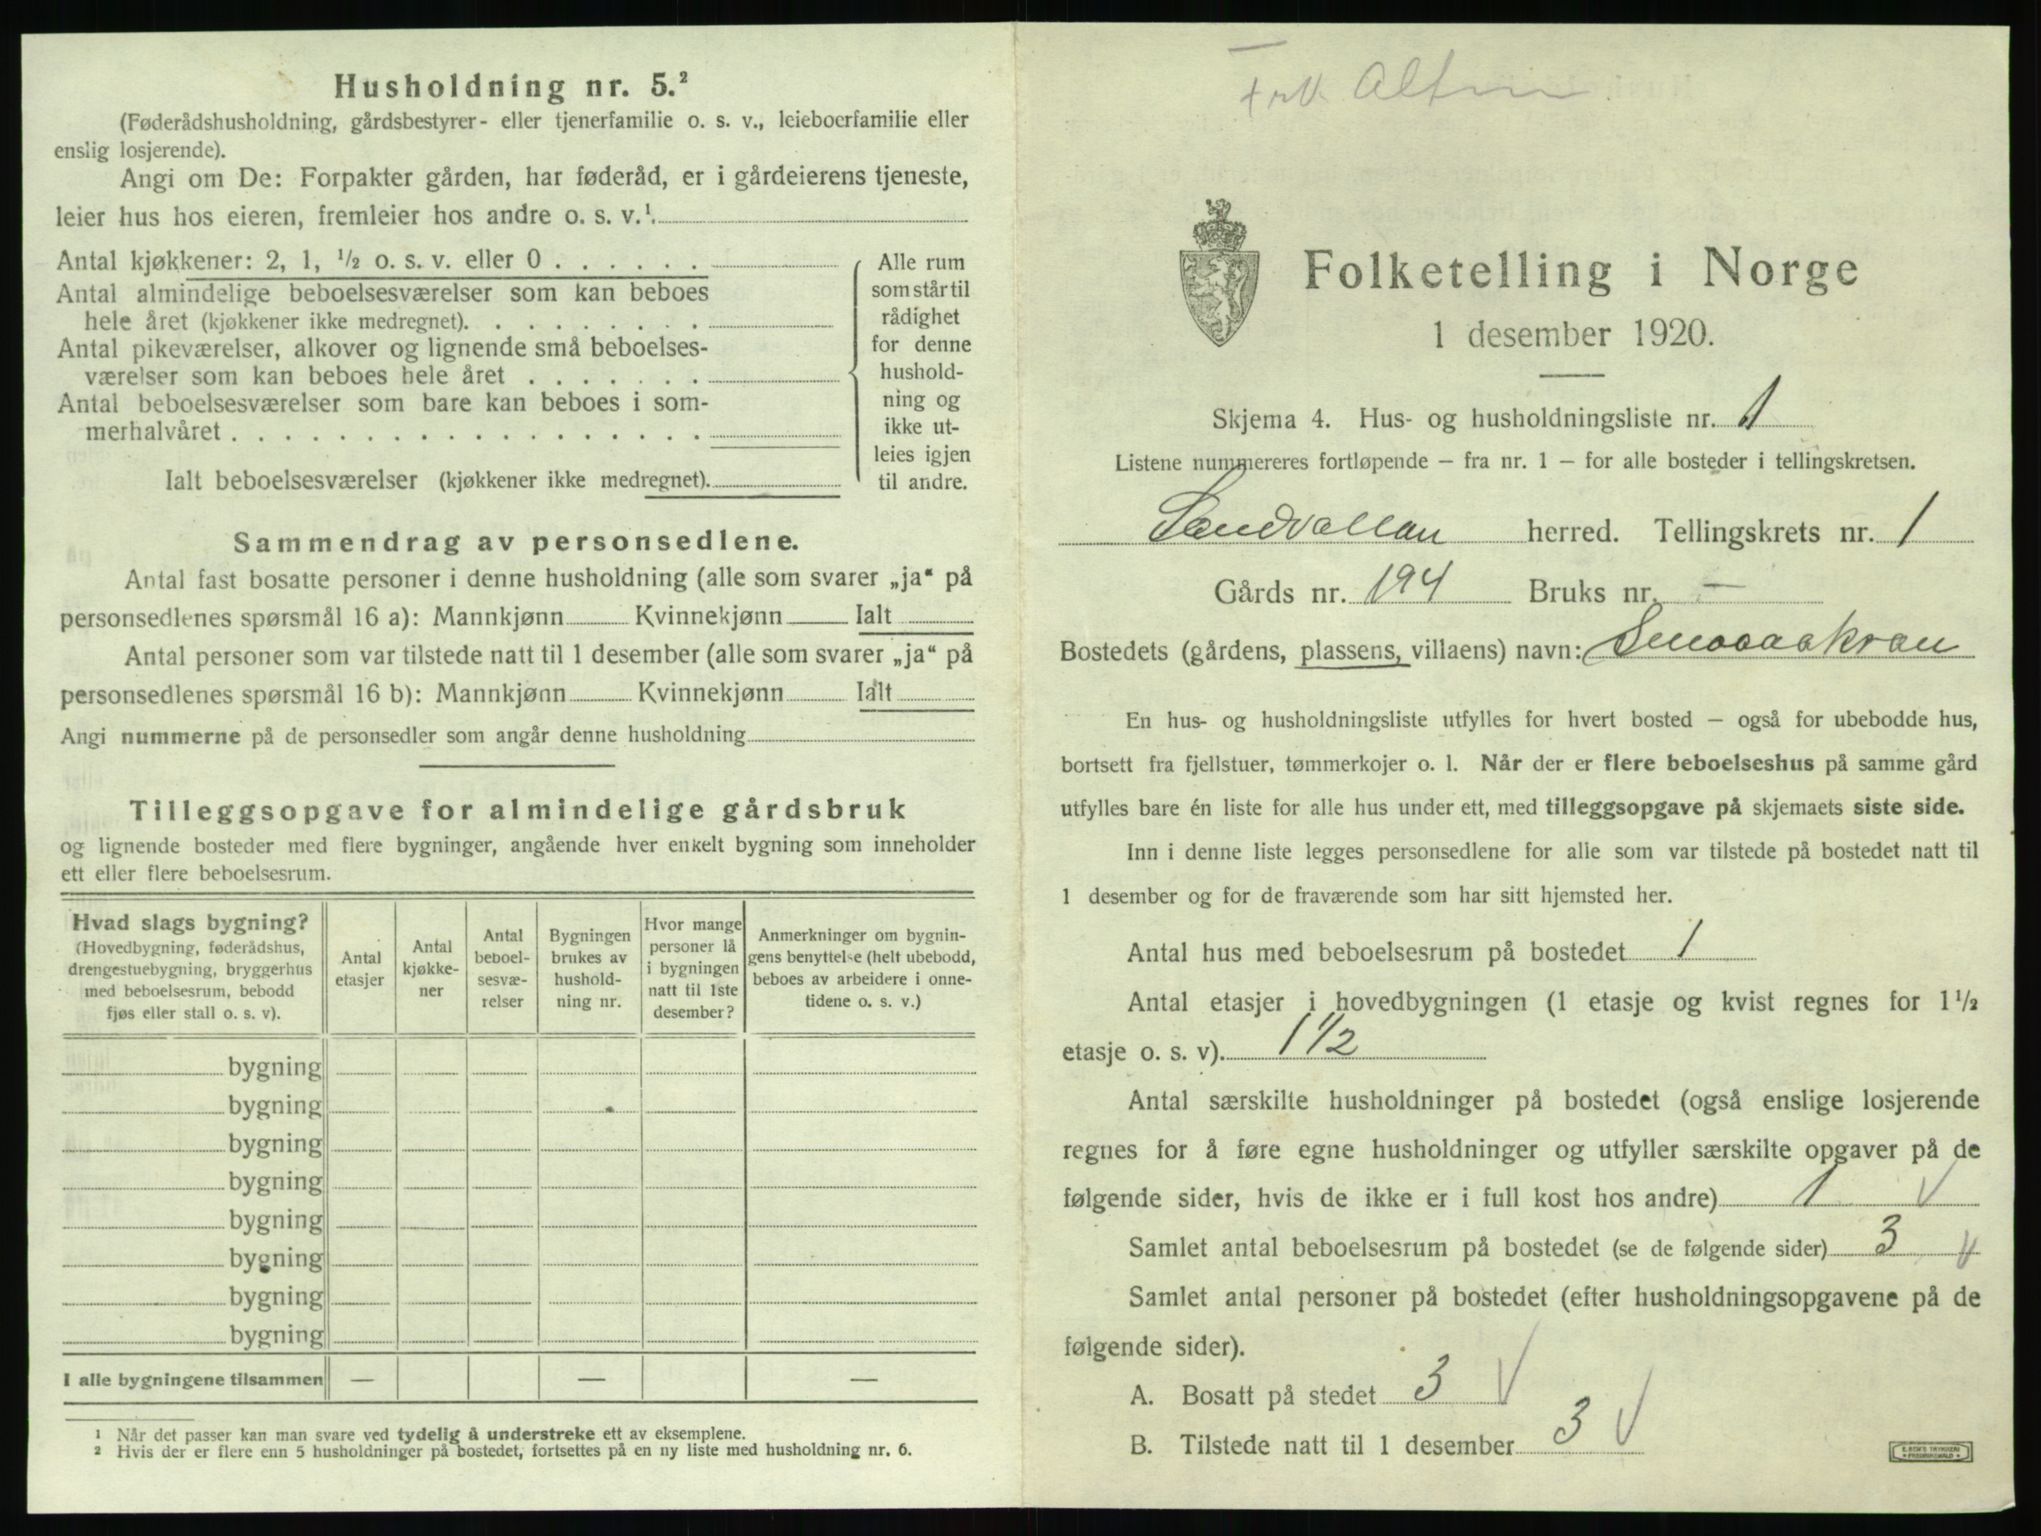 Husholdning nr. 5.²
(Føderådshusholdning, gårdsbestyrer- eller tjenerfamilie o. s. v., leieboerfamilie eller
enslig losjerende).
Angi om De: Forpakter gården, har føderåd, er i gårdeierens tjeneste,
leier hus hos eieren, fremleier hos andre o. s. v.¹.
Antal kjøkkener: 2, 1, ½ o. s. v. eller 0 . . . . . .
Antal almindelige beboelsesværelser som kan beboes
hele året (kjøkkener ikke medregnet). . . . . . . . .
Antal pikeværelser, alkover og lignende små beboelses-
værelser som kan beboes hele året . . . . . . .
Antal beboelsesværelser som bare kan beboes i som-
merhalvåret . . . . . . . . . . . . . . . . . .
Ialt beboelsesværelser (kjøkkener ikke medregnet).
Alle rum
som står til
rådighet
for denne
hushold-
ning og
ikke ut-
leies igjen
til andre.
Sammendrag av personsedlene.
Antal fast bosatte personer i denne husholdning (alle som svarer „ja“ på
personsedlenes spørsmål 16 a): Mannkjønn Kvinnekjønn Ialt
Antal personer som var tilstede natt til 1 desember (alle som svarer „ja“ på
personsedlenes spørsmål 16 b): Mannkjønn Kvinnekjønn Ialt
Angi nummerne på de personsedler som angår denne husholdning
Tilleggsopgave for almindelige gårdsbruk
og lignende bosteder med flere bygninger, angående hver enkelt bygning som inneholder
ett eller flere beboelsesrum.
Hvad slags bygning?
(Hovedbygning, føderådshus,
drengestuebygning, bryggerhus
med beboelsesrum, bebodd
fjøs eller stall o. s. v).
Antal
etasjer
Antal
kjøkke-
ner
Antal
beboel-
sesvæ-
relser
Bygningen
brukes av
hushold-
ning nr.
Hvor mange
personer lå
i bygningen
natt til 1ste
desember?
Anmerkninger om bygnin-
gens benyttelse (helt ubebodd,
beboes av arbeidere i onne-
tidene o. s. v.)
bygning
bygning
bygning
bygning
bygning
bygning
bygning
bygning
I alle bygningene tilsammen — — —
1 Når det passer kan man svare ved tydelig å understreke ett av eksemplene.
2 Hvis der er flere enn 5 husholdninger på bostedet, fortsettes på en ny liste med husholdning nr. 6.
Folketelling i Norge
1 desember 1920.
Skjema 4. Hus- og husholdningsliste nr. 1
Listene nummereres fortløpende – fra nr. 1 – for alle bosteder i tellingskretsen.
Søndvallan herred. Tellingskrets nr. 1
Gårds nr. 194 Bruks nr. –
Bostedets (gårdens, plassens, villaens) navn:
En hus- og husholdningsliste utfylles for hvert bosted – også for ubebodde hus,
bortsett fra fjellstuer, tømmerkojer o. l. Når der er flere beboelseshus på samme gård
utfylles bare én liste for alle hus under ett, med tilleggsopgave på skjemaets siste side.
Inn i denne liste legges personsedlene for alle som var tilstede på bostedet natt til
1 desember og for de fraværende som har sitt hjemsted her.
Antal hus med beboelsesrum på bostedet 1
Antal etasjer i hovedbygningen (1 etasje og kvist regnes for 1½
etasje o. s. v). 1½
Antal særskilte husholdninger på bostedet (også enslige losjerende
regnes for å føre egne husholdninger og utfyller særskilte opgaver på de
følgende sider, hvis de ikke er i full kost hos andre) 1 V
Samlet antal beboelsesrum på bostedet (se de følgende sider) 3 V
Samlet antal personer på bostedet (efter husholdningsopgavene på de
følgende sider).
A. Bosatt på stedet 3 V
B. Tilstede natt til 1 desember 3 V